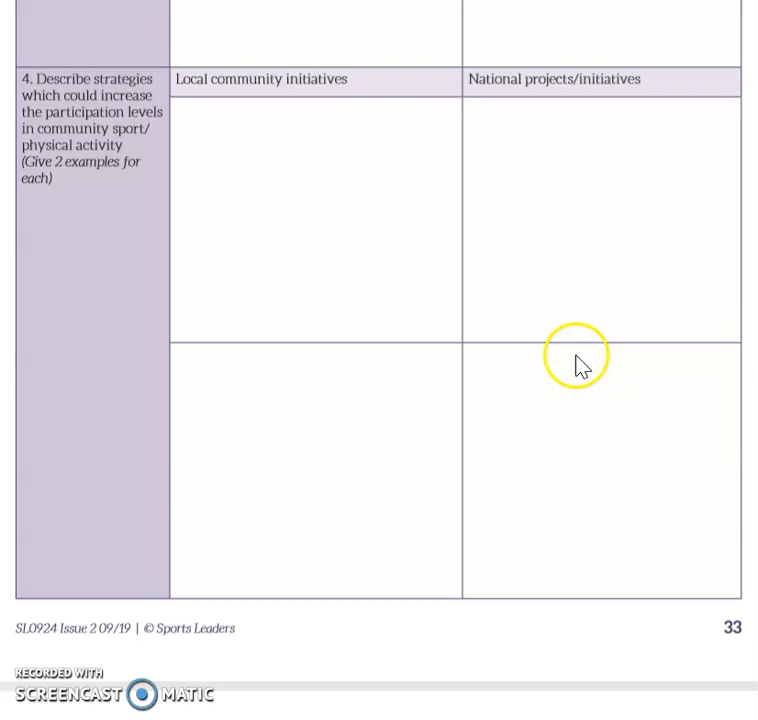 4. Describe strategies
which could increase
the participation levels
in community sport/
physical activity
(Give 2 examples for
each)
Local community initiatives
National projects/initiatives
SL0924 Issue 2 09/19 | © Sports Leaders
33
RECORDED WITH
SCREENCAST MATIC